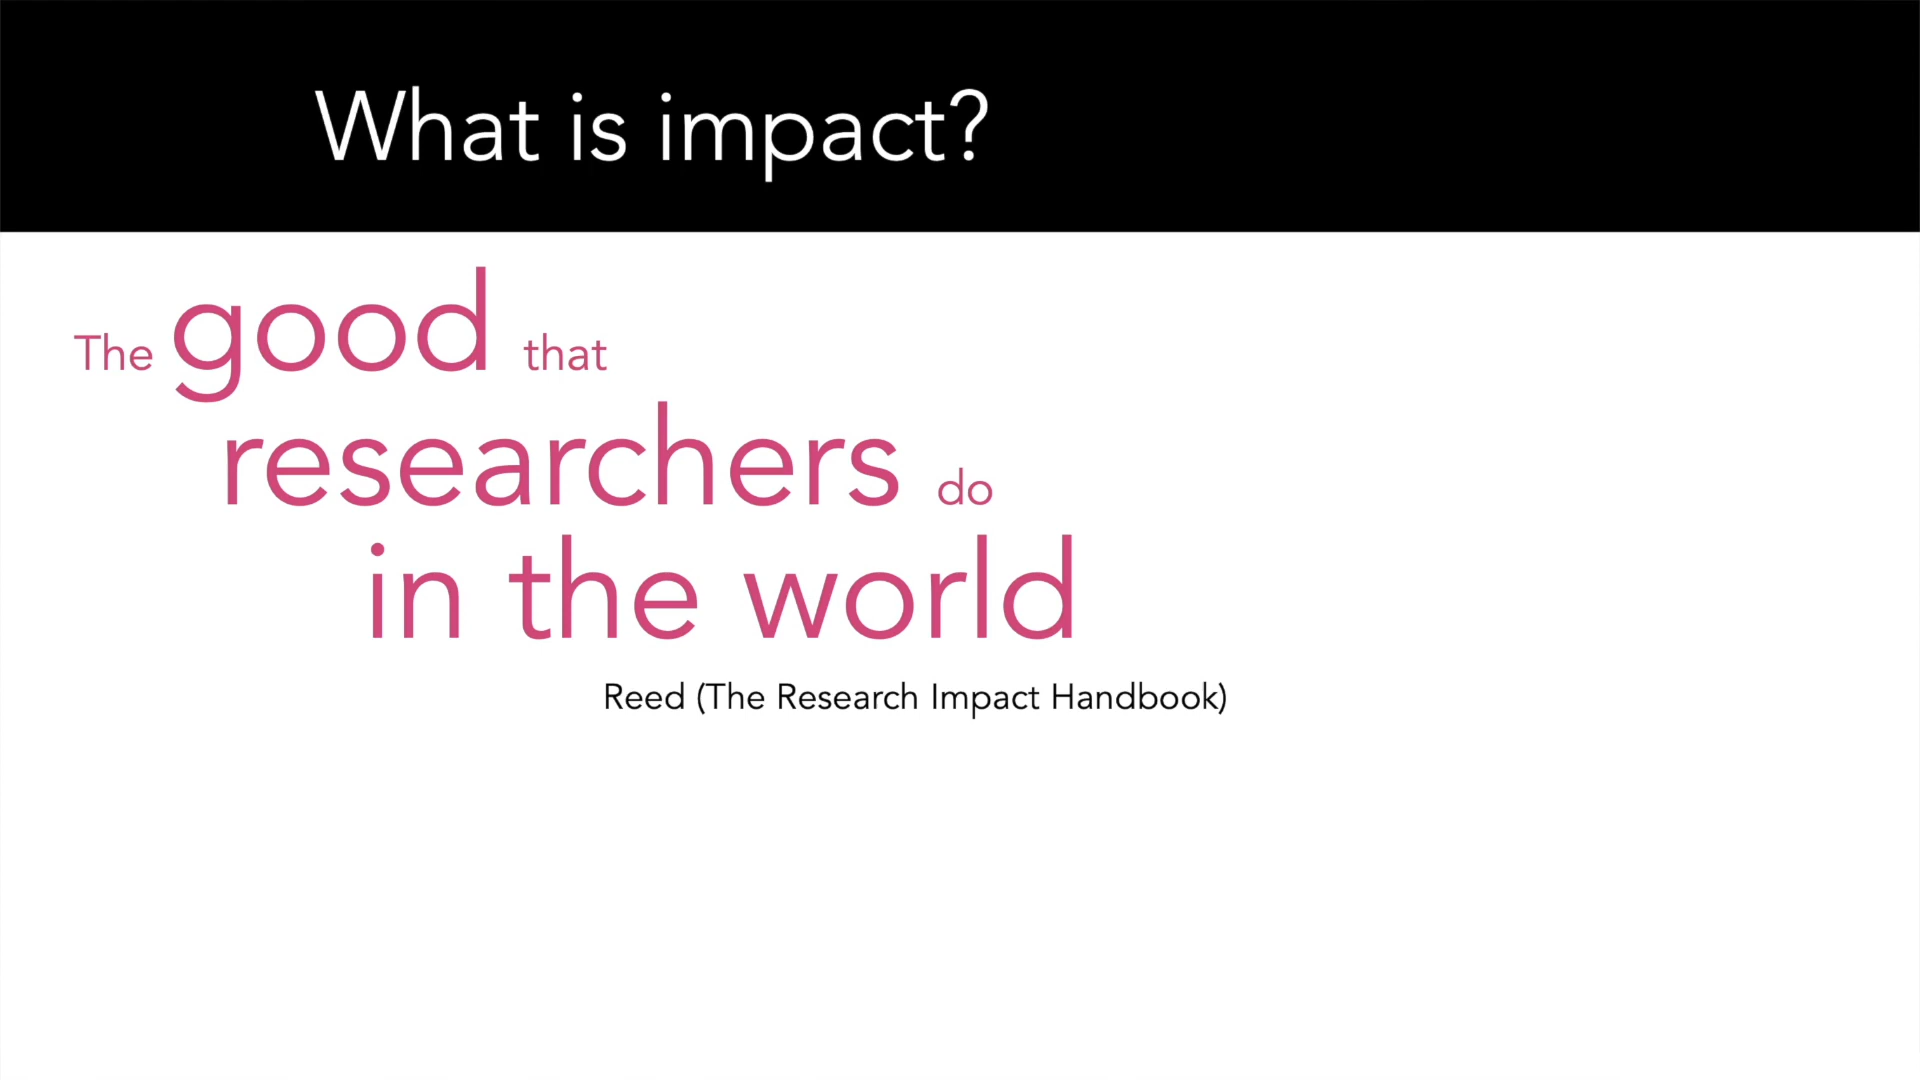 What is impact?
The good that
researchers do
in the world
Reed (The Research Impact Handbook)